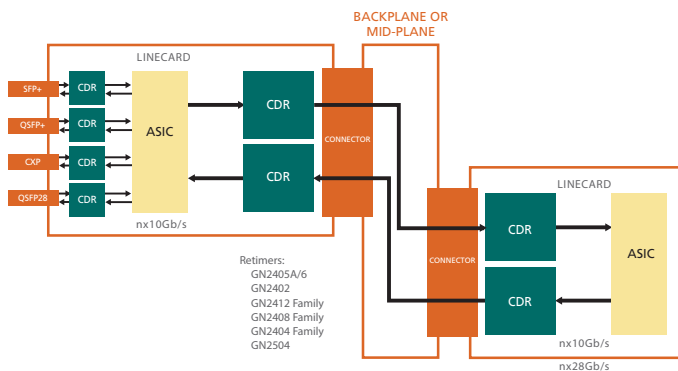 BACKPLANE OR
MID-PLANE
LINECARD
SFP+
CDR
QSFP+
CDR
CXP
CDR
QSFP28
CDR
ASIC
CDR
CDR
CONNECTOR
nx10Gb/s
LINECARD
CONNECTOR
CDR
CDR
ASIC
nx10Gb/s
nx28Gb/s
Retimers:
GN2405A/6
GN2402
GN2412 Family
GN2408 Family
GN2404 Family
GN2504